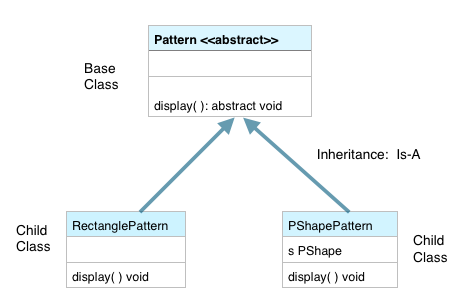 Pattern <<abstract>>
Base
Class
display( ): abstract void
Inheritance:  Is-A
Child
Class
RectanglePattern
display( ) void
PShapePattern
s PShape
display( ) void
Child
Class